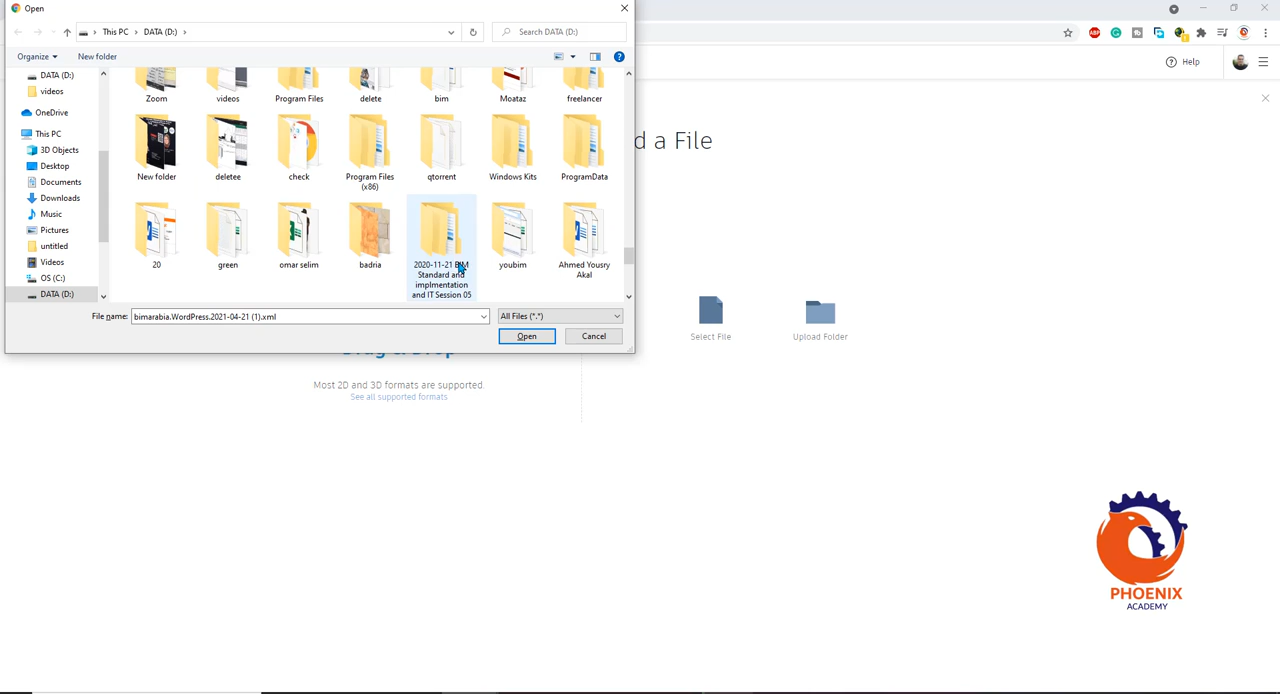 Open
This PC > DATA (D:) >
Search DATA (D:)
Organize
New folder
DATA (D:)
videos
OneDrive
This PC
3D Objects
Desktop
Documents
Downloads
Music
Pictures
untitled
Videos
OS (C:)
DATA (D:)
Zoom
videos
Program Files
delete
bim
Moataz
freelancer
New folder
deletee
check
Program Files
(x86)
qtorrent
Windows Kits
ProgramData
20
green
omar selim
badria
2020-11-21 BIM
Standard and
implmentation
and IT Session 05
youbim
Ahmed Yousry
Akal
File name:
bimarabia.WordPress.2021-04-21 (1).xml
All Files (*.*)
Open
Cancel
ABP
Help
d a File
Select File
Upload Folder
Most 2D and 3D formats are supported.
See all supported formats
PHOENIX
ACADEMY